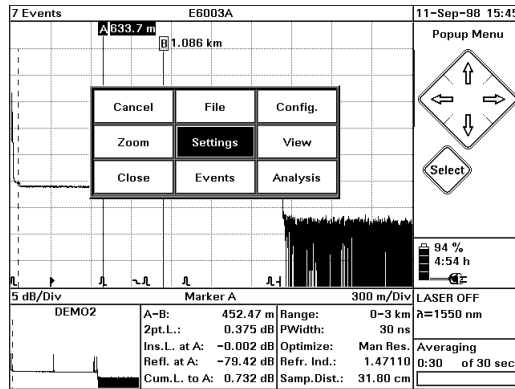 7 Events E6003A 11-Sep-98 15:45
A 633.7 m
B 1.086 km
Popup Menu
Cancel File Config.
Zoom Settings View
Close Events Analysis
Select
94 %
4:54 h
5 dB/Div Marker A 300 m/Div
LASER OFF
DEMO2
A-B: 452.47 m Range: 0-3 km
λ=1550 nm
2pt.L.: 0.375 dB PWidth: 30 ns
Ins.L. at A: -0.002 dB Optimize: Man Res.
Averaging
Refl. at A: -79.42 dB Refr. Ind.: 1.47110
0:30 of 30 sec
Cum.L. to A: 0.732 dB Samp.Dist.: 31.80 cm